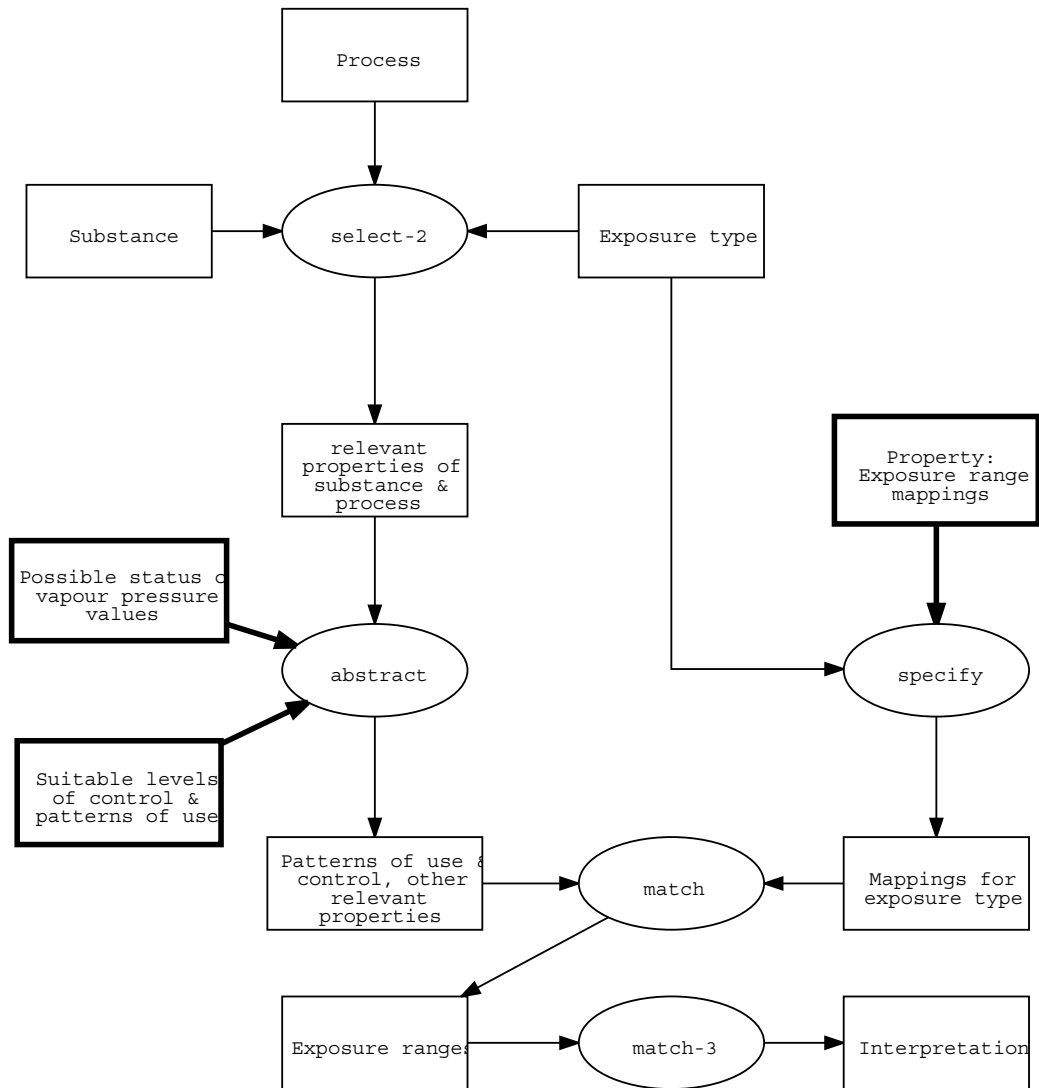 Process
Substance
select-2
Exposure type
relevant
properties of
substance &
process
Property:
Exposure range
mappings
Possible status o
vapour pressure
values
abstract
specify
Suitable levels
of control &
patterns of use
Patterns of use &
control, other
relevant
properties
match
Mappings for
exposure type
Exposure ranges
match-3
Interpretation